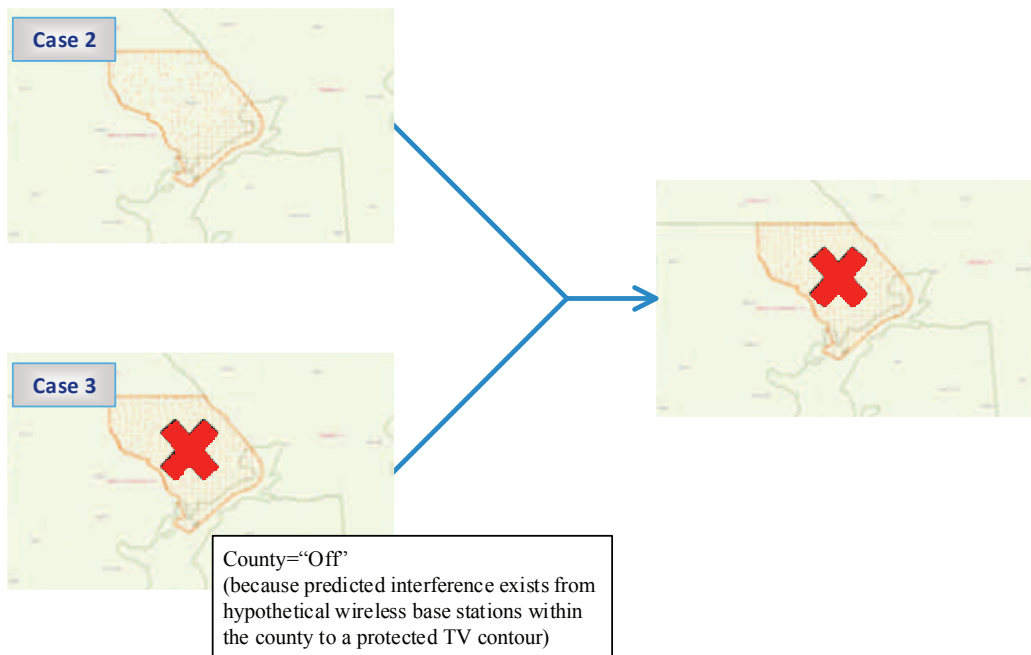 Case 2
Case 3
County=“Off”
(because predicted interference exists from
hypothetical wireless base stations within
the county to a protected TV contour)